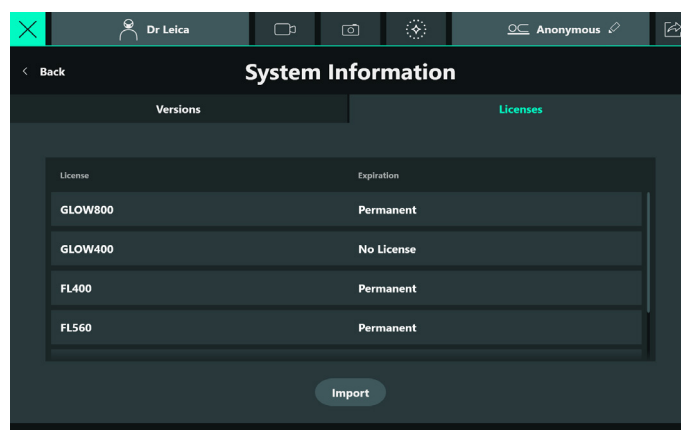 Dr Leica
Anonymous
Back
System Information
Versions Licenses
License Expiration
GLOW800 Permanent
GLOW400 No License
FL400 Permanent
FL560 Permanent
Import